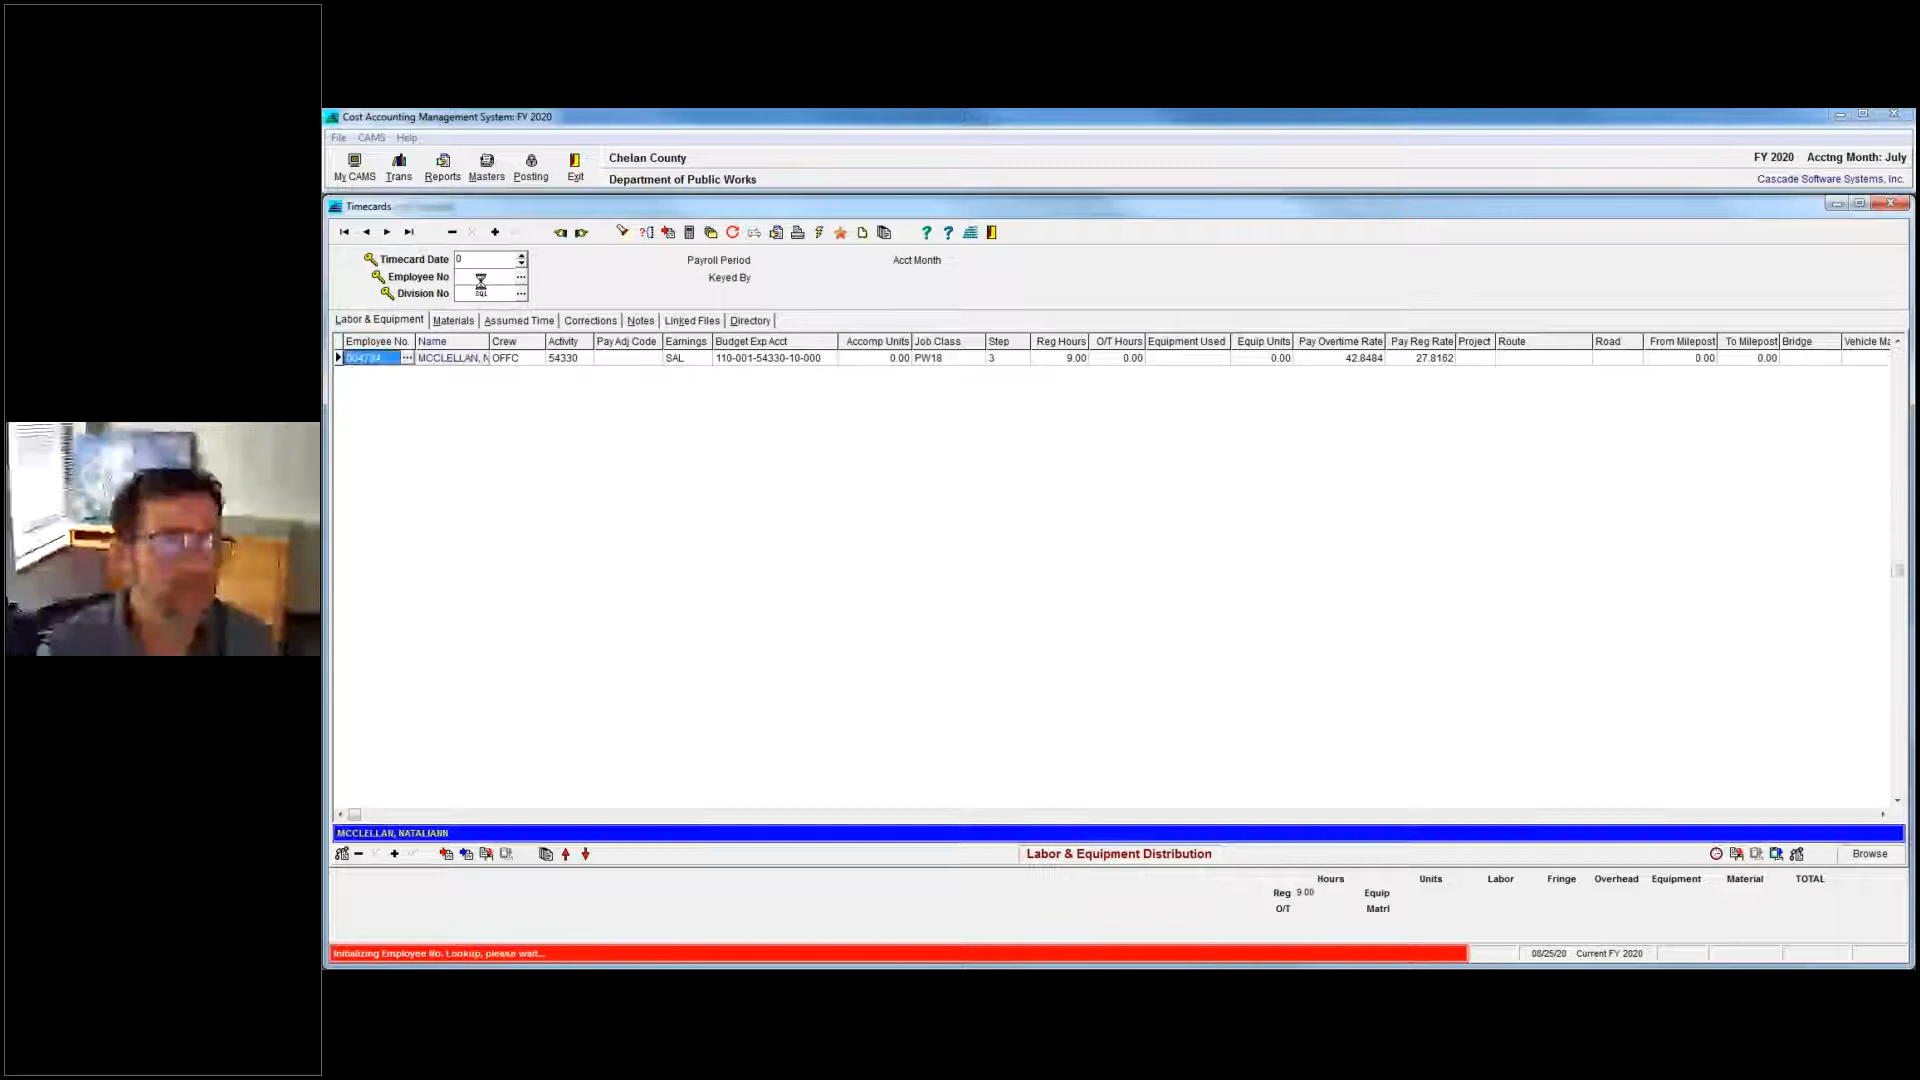 Cost Accounting Management System: FY 2020
File CAMS Help
My CAMS Trans Reports Masters Posting Exit
Chelan County
Department of Public Works
FY 2020 Acctng Month: July
Cascade Software Systems, Inc.
Timecards
Timecard Date 0
Employee No
Division No
SQL
Payroll Period
Keyed By
Acct Month
Labor & Equipment Materials Assumed Time Corrections Notes Linked Files Directory
Employee No. Name Crew Activity Pay Adj Code Earnings Budget Exp Acct Accomp Units Job Class Step Reg Hours O/T Hours Equipment Used Equip Units Pay Overtime Rate Pay Reg Rate Project Route Road From Milepost To Milepost Bridge Vehicle Ma
MCCLELLAN, N OFFC 54330 SAL 110-001-54330-10-000 0.00 PW18 3 9.00 0.00 0.00 42.8484 27.8162 0.00 0.00
MCCLELLAN, NATALIANN
Labor & Equipment Distribution
Browse
Hours Units Labor Fringe Overhead Equipment Material TOTAL
Reg 9.00 Equip
O/T Matrl
Initializing Employee No. Lookup, please wait...
08/25/20 Current FY 2020